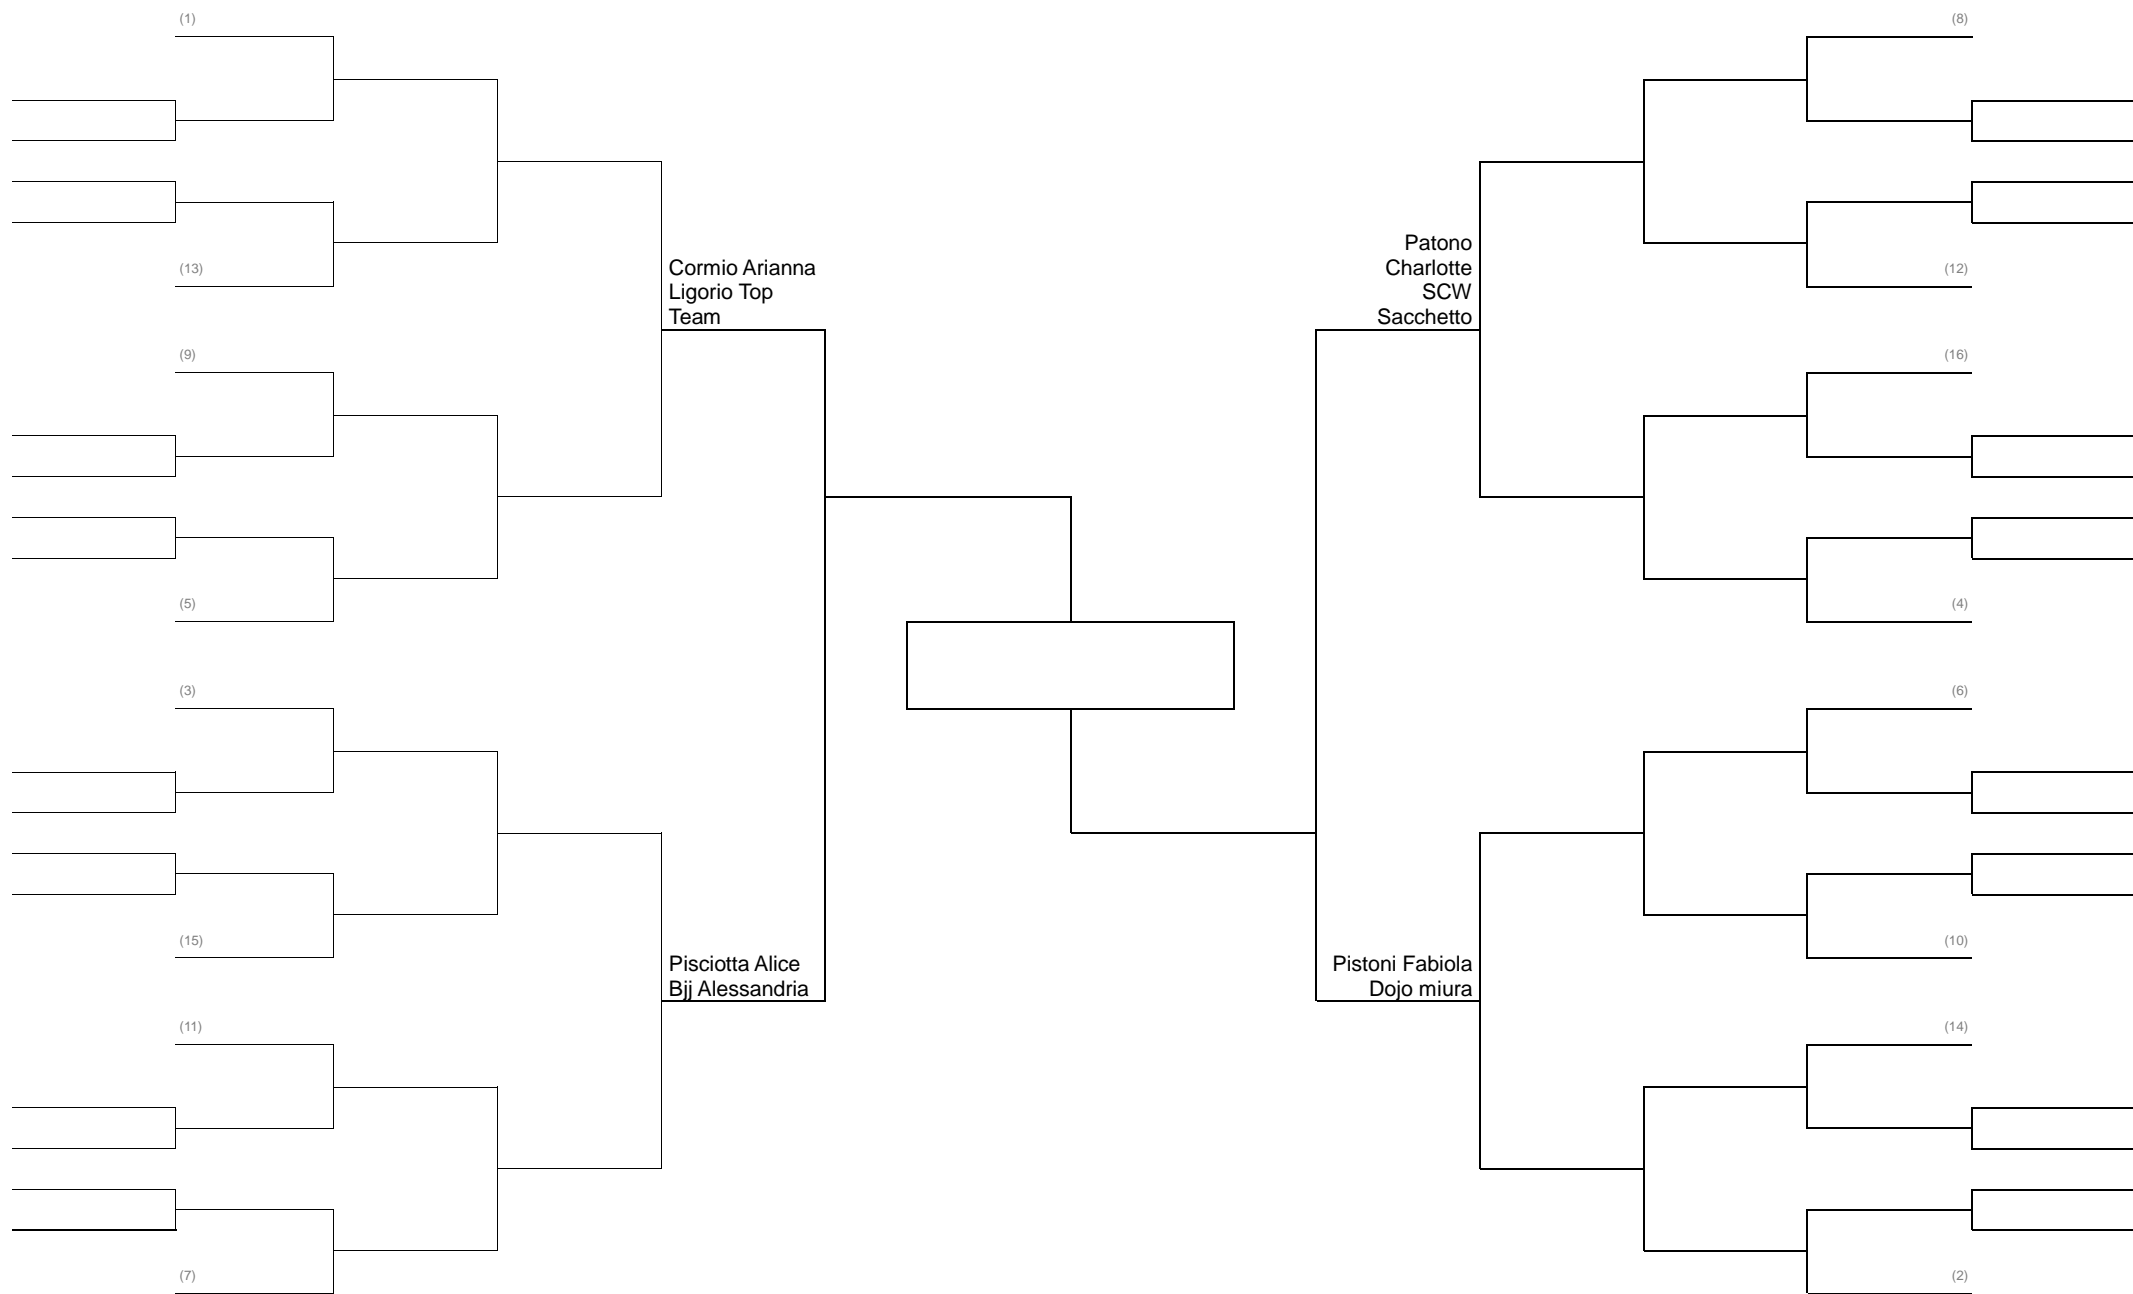 (1)
(8)
Cormio Arianna
Ligorio Top
Team
Patono
Charlotte
SCW
Sacchetto
(13)
(12)
(9)
(16)
(5)
(4)
(3)
(6)
(15)
(10)
Pisciotta Alice
Bjj Alessandria
Pistoni Fabiola
Dojo miura
(11)
(14)
(7)
(2)